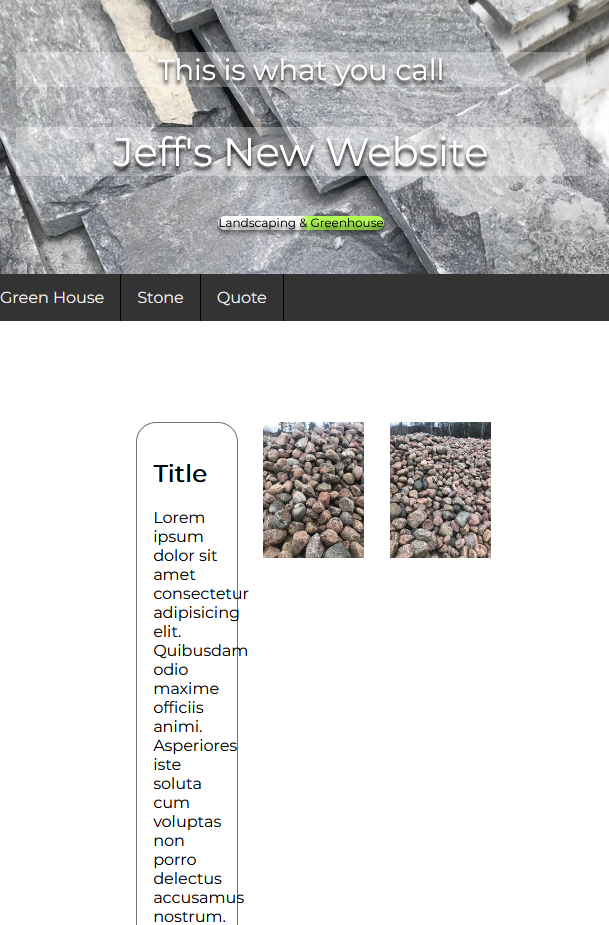 This is what you call
Jeff's New Website
Landscaping & Greenhouse
Green House Stone Quote
Title
Lorem
ipsum
dolor sit
amet
consectetur
adipisicing
elit.
Quibusdam
odio
maxime
officiis
animi.
Asperiores
iste
soluta
cum
voluptas
non
porro
delectus
accusamus
nostrum.